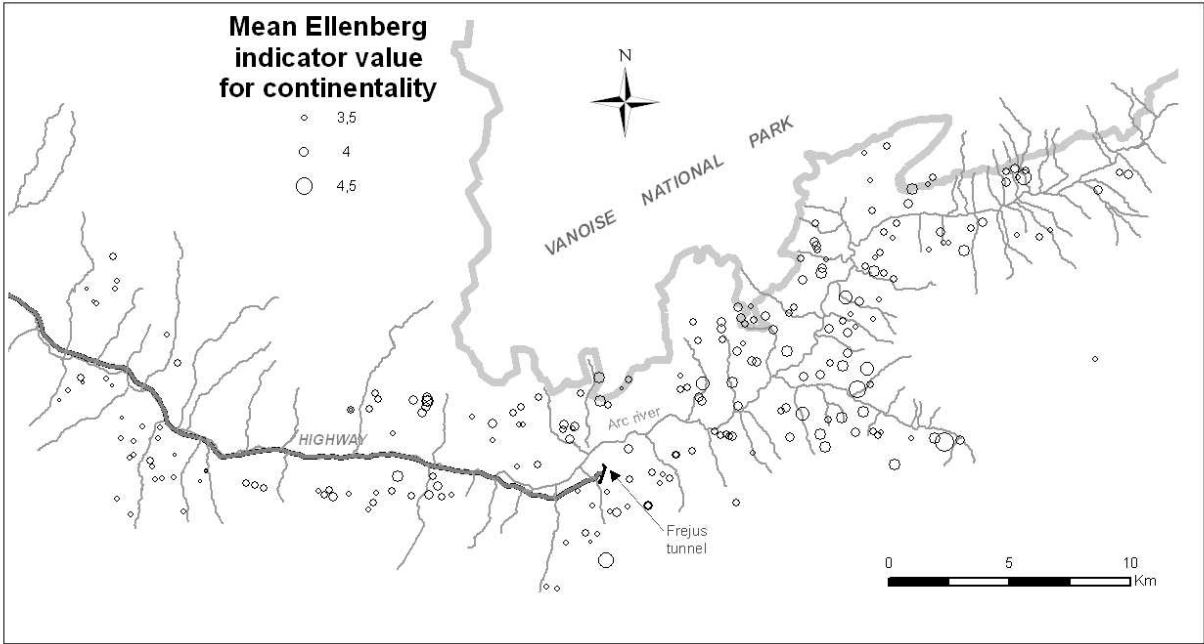 Mean Ellenberg
indicator value
for continentality
3,5
4
4,5
N
VANOISE NATIONAL PARK
Arc river
HIGHWAY
Frejus
tunnel
0 5 10
Km